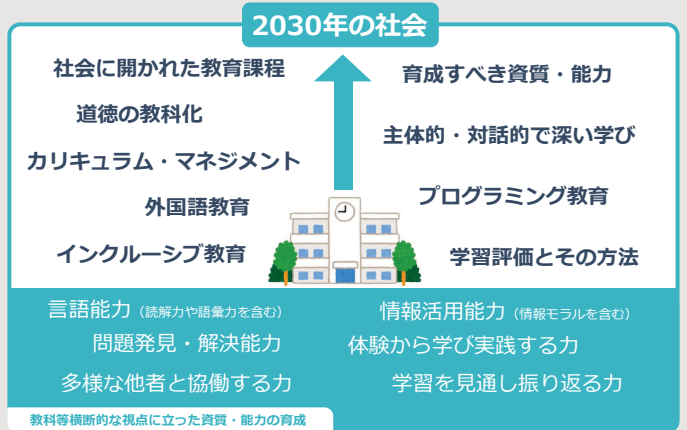 2030年の社会
社会に開かれた教育課程
道徳の教科化
カリキュラム・マネジメント
外国語教育
インクルーシブ教育
育成すべき資質・能力
主体的・対話的で深い学び
プログラミング教育
学習評価とその方法
言語能力（読解力や語彙力を含む）
情報活用能力（情報モラルを含む）
問題発見・解決能力
体験から学び実践する力
多様な他者と協働する力
学習を見通し振り返る力
教科等横断的な視点に立った資質・能力の育成